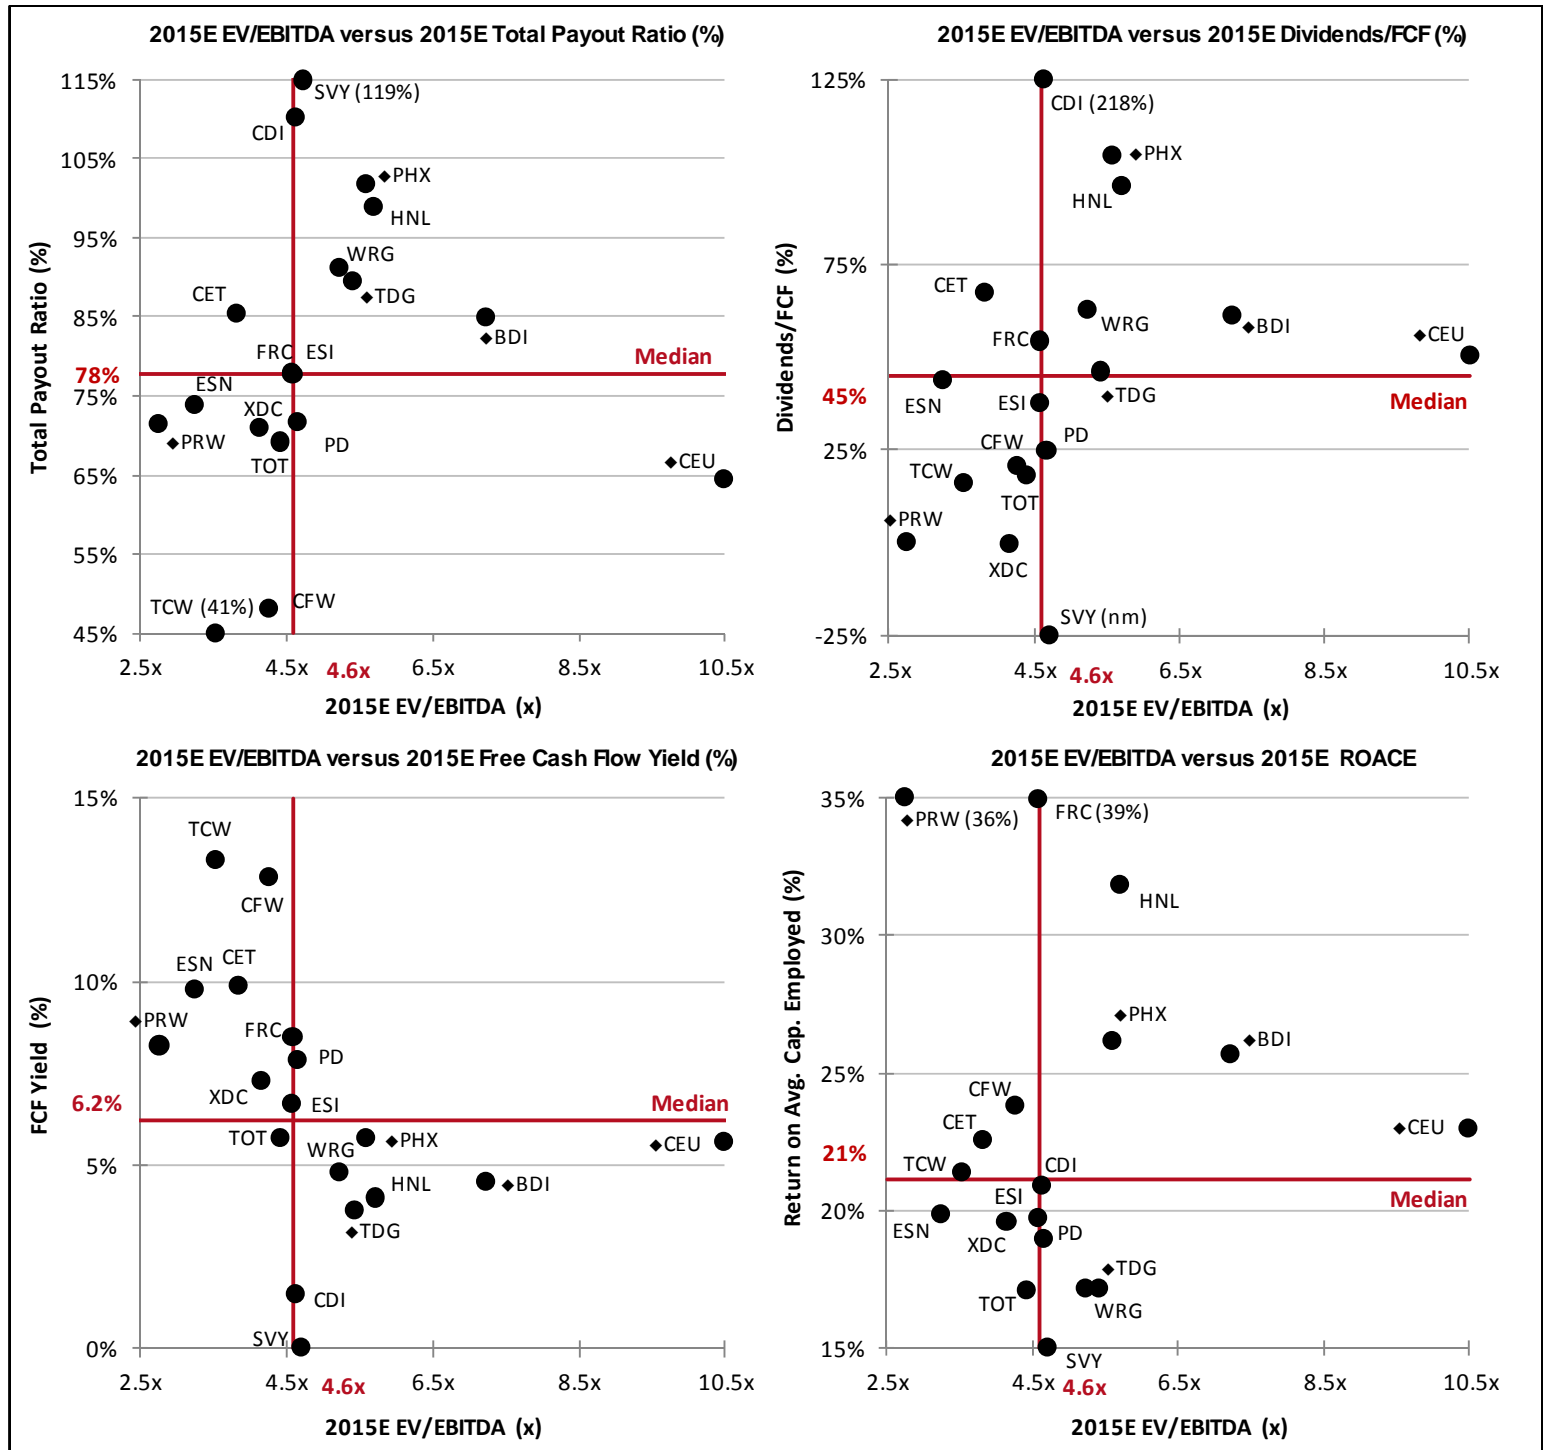 2015E EV/EBITDA versus 2015E Total Payout Ratio (%)
115%
105%
95%
85%
78%
75%
65%
55%
45%
Total Payout Ratio (%)
SVY (119%)
CDI
◆PHX
HNL
WRG
◆TDG
CET
◆BDI
FRC ESI
Median
ESN
XDC
◆PRW
PD
TOT
◆CEU
TCW (41%)
CFW
2.5x 4.5x 4.6x 6.5x 8.5x 10.5x
2015E EV/EBITDA (x)
2015E EV/EBITDA versus 2015E Dividends/FCF (%)
125%
75%
45%
25%
-25%
Dividends/FCF (%)
CDI (218%)
◆PHX
HNL
CET
WRG
◆BDI
◆CEU
FRC
ESN
ESI
◆TDG
Median
CFW
PD
TCW
TOT
◆PRW
XDC
SVY (nm)
2.5x 4.5x 4.6x 6.5x 8.5x 10.5x
2015E EV/EBITDA (x)
2015E EV/EBITDA versus 2015E Free Cash Flow Yield (%)
15%
10%
6.2%
5%
0%
FCF Yield (%)
TCW
CFW
ESN
CET
◆PRW
FRC
PD
XDC
ESI
Median
TOT
WRG
◆PHX
◆CEU
HNL
◆BDI
◆TDG
CDI
SVY
2.5x 4.5x 4.6x 6.5x 8.5x 10.5x
2015E EV/EBITDA (x)
2015E EV/EBITDA versus 2015E ROACE
35%
30%
25%
21%
20%
15%
Return on Avg. Cap. Employed (%)
◆PRW (36%)
FRC (39%)
HNL
◆PHX
◆BDI
CFW
CET
◆CEU
TCW
CDI
Median
ESI
ESN
XDC
PD
◆TDG
TOT
WRG
SVY
2.5x 4.5x 4.6x 6.5x 8.5x 10.5x
2015E EV/EBITDA (x)